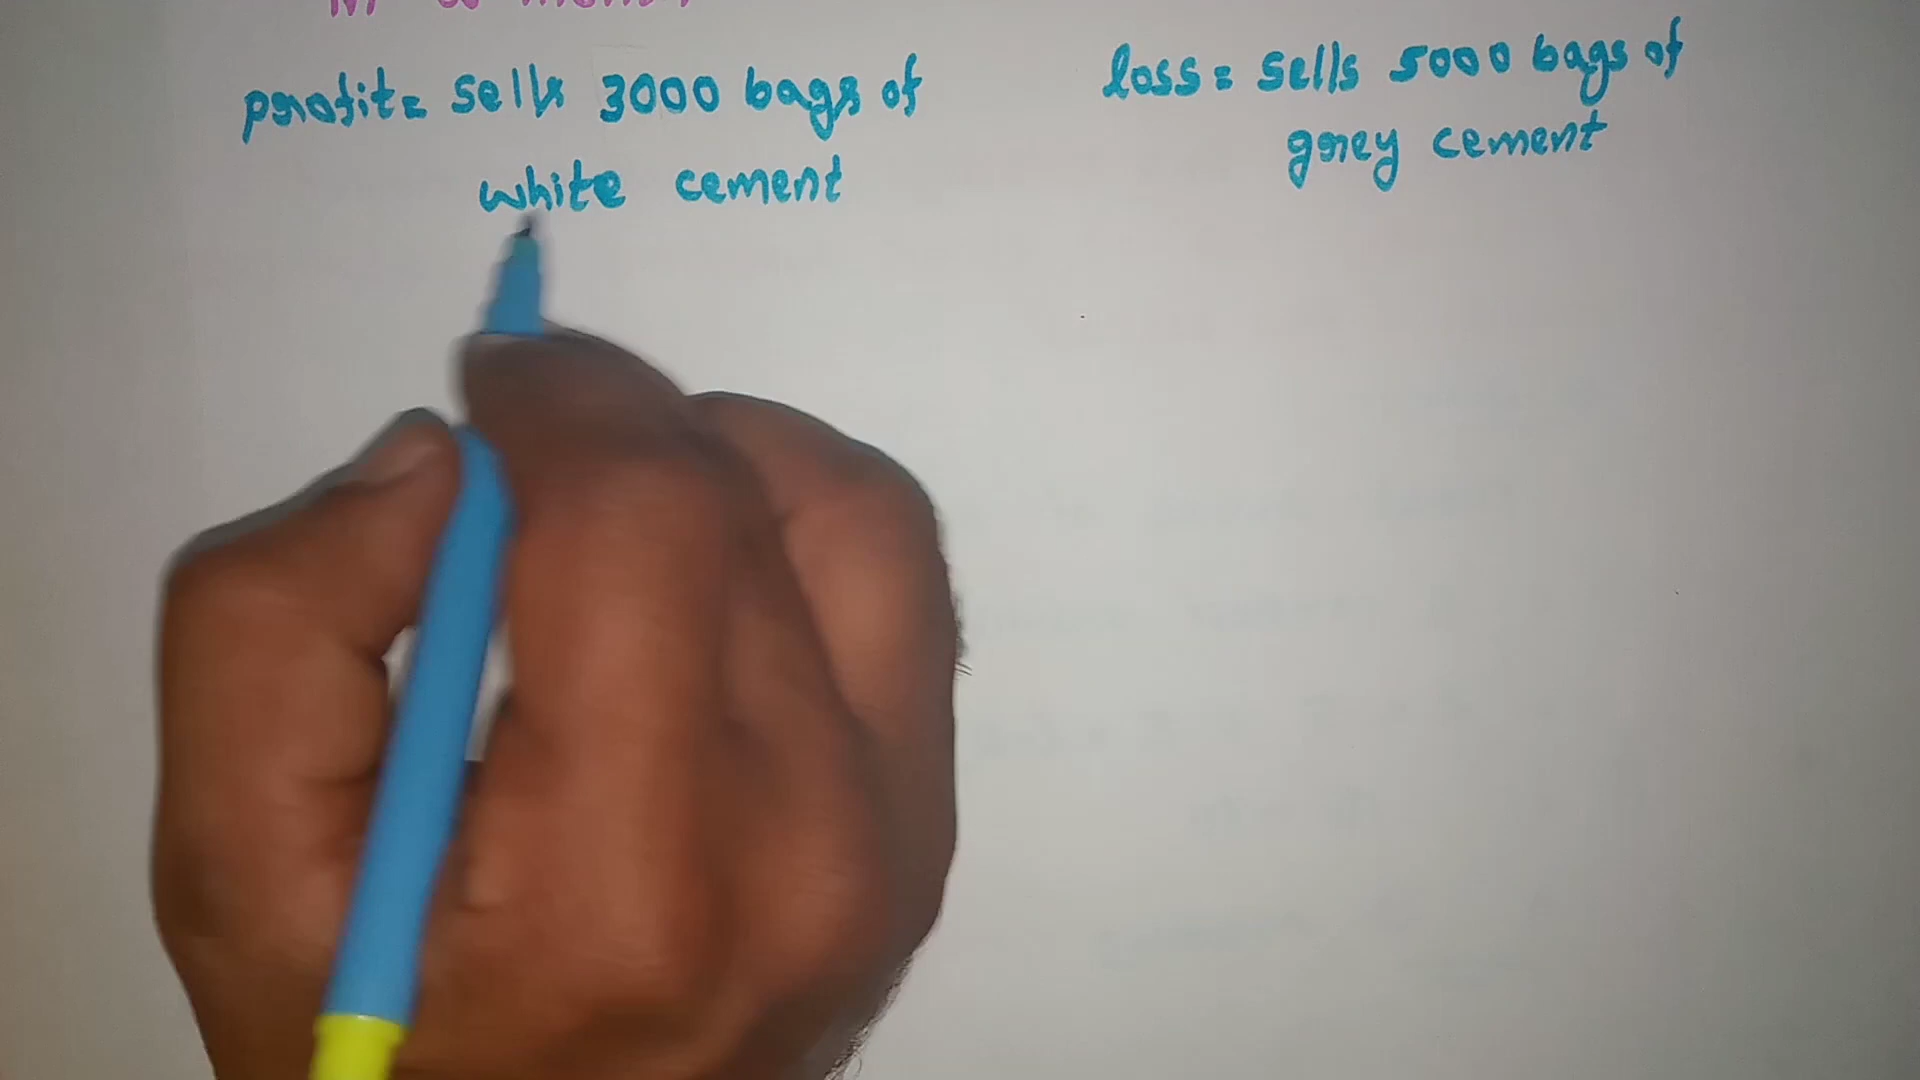 profit= sells 3000 bags of
white cement
loss= sells 5000 bags of
grey cement